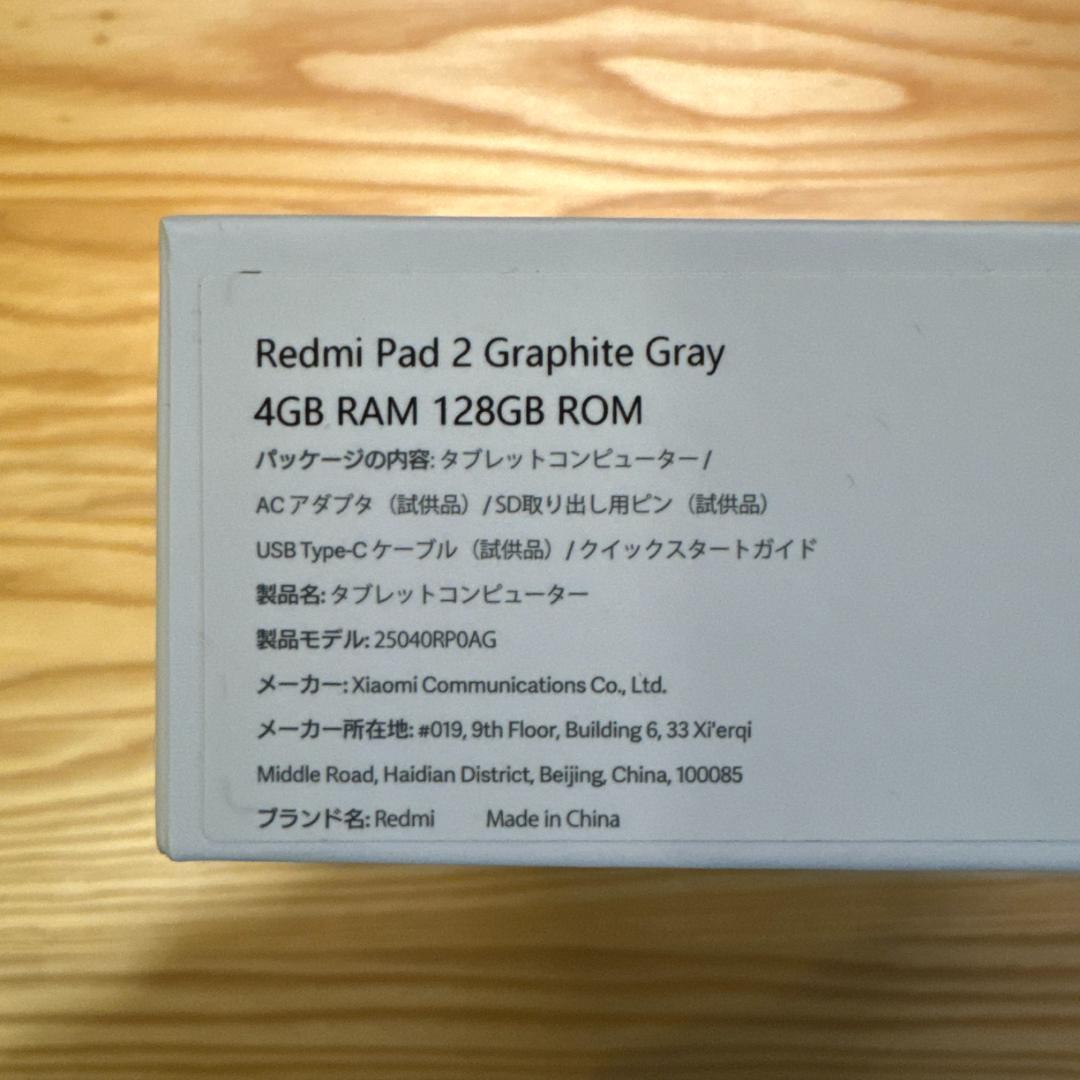 Redmi Pad 2 Graphite Gray
4GB RAM 128GB ROM
パッケージの内容: タブレットコンピューター /
AC アダプタ（試供品）/ SD取り出し用ピン（試供品）
USB Type-C ケーブル（試供品）/ クイックスタートガイド
製品名: タブレットコンピューター
製品モデル: 25040RP0AG
メーカー: Xiaomi Communications Co., Ltd.
メーカー所在地: #019, 9th Floor, Building 6, 33 Xi'erqi
Middle Road, Haidian District, Beijing, China, 100085
ブランド名: Redmi Made in China